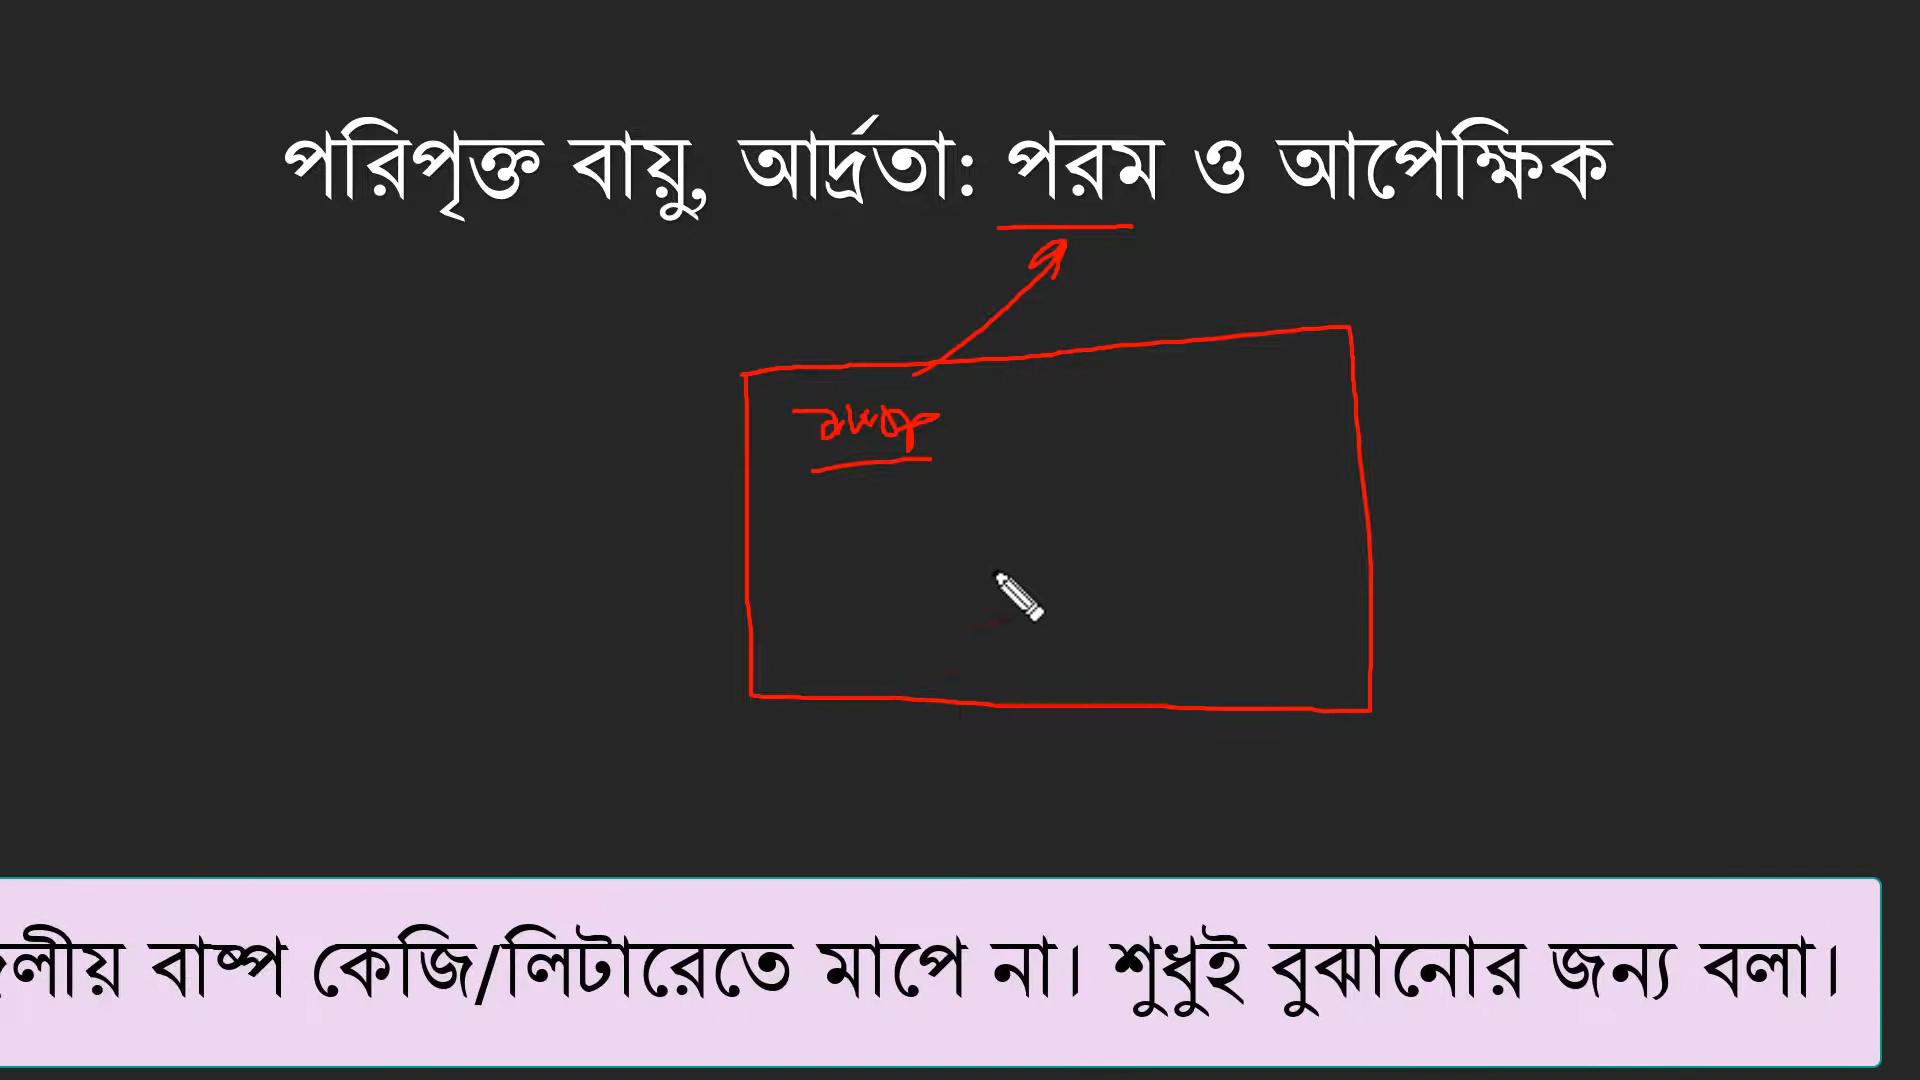 পরিপৃক্ত বায়ু, আর্দ্রতা: পরম ও আপেক্ষিক
বাষ্প কেজি/লিটারেতে মাপে না। শুধুই বুঝানোর জন্য বলা।